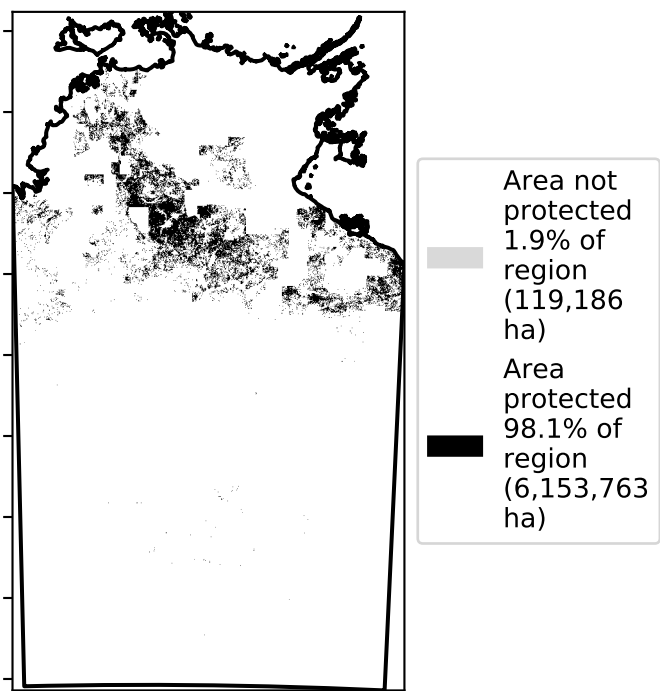 Area not
protected
1.9% of
region
(119,186
ha)
Area
protected
98.1% of
region
(6,153,763
ha)